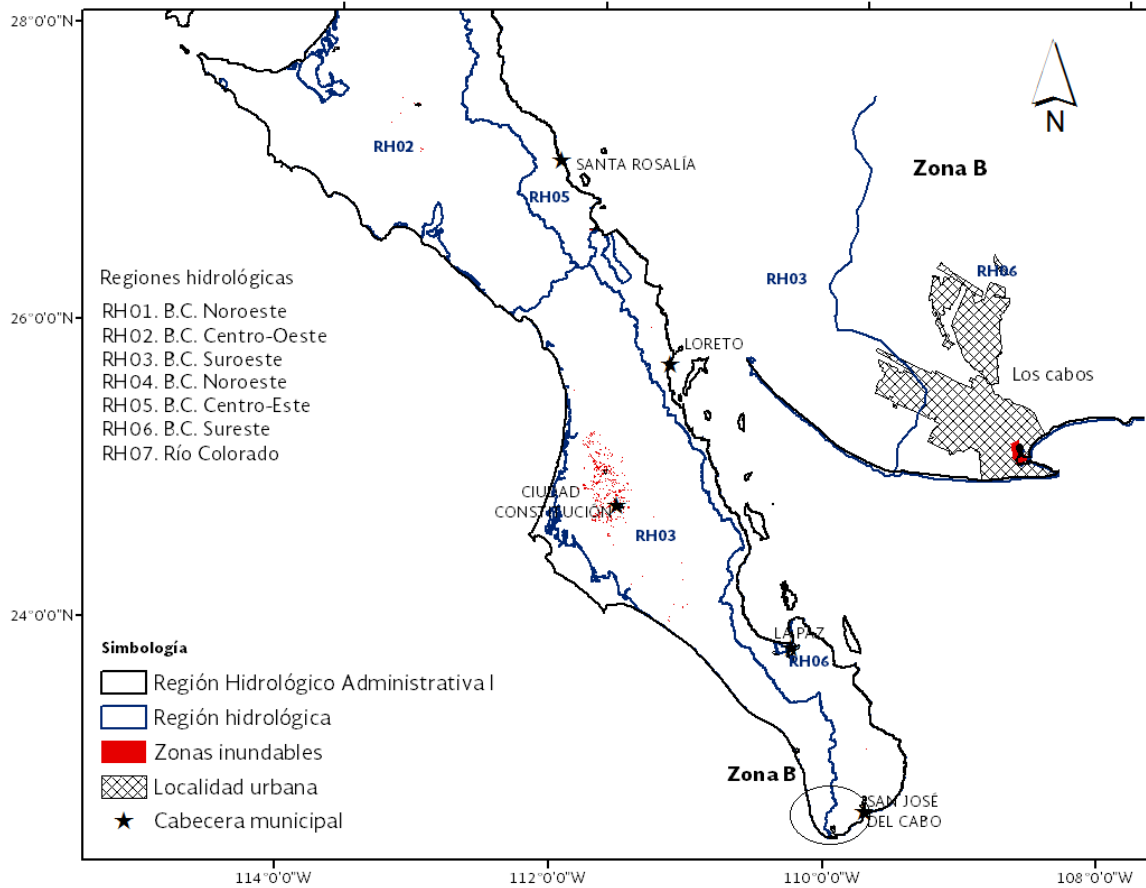 28°0'0"N
N
Zona B
RH02
SANTA ROSALÍA
RH05
RH03
RH06
Regiones hidrológicas
RH01. B.C. Noroeste
RH02. B.C. Centro-Oeste
RH03. B.C. Suroeste
RH04. B.C. Noroeste
RH05. B.C. Centro-Este
RH06. B.C. Sureste
RH07. Río Colorado
26°0'0"N
LORETO
Los cabos
CIUDAD
CONSTITUCIÓN
RH03
24°0'0"N
LA PAZ
RH06
Simbología
Región Hidrológico Administrativa I
Región hidrológica
Zonas inundables
Localidad urbana
Cabecera municipal
Zona B
SAN JOSÉ
DEL CABO
114°0'0"W
112°0'0"W
110°0'0"W
108°0'0"W